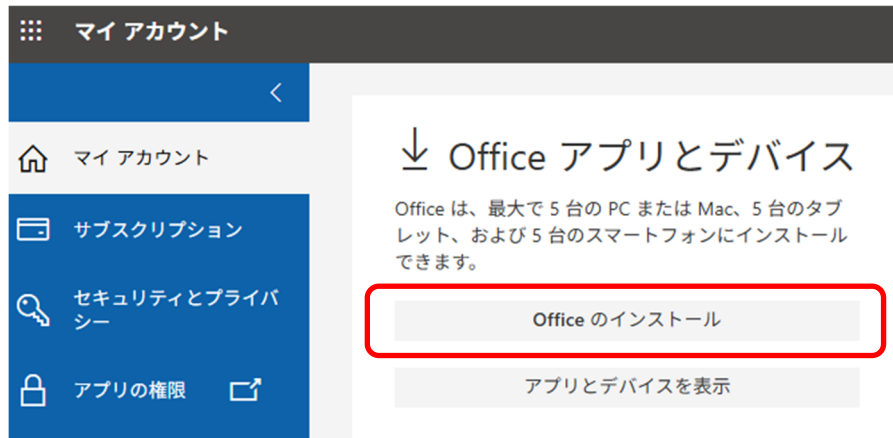 マイ アカウント
マイ アカウント
サブスクリプション
セキュリティとプライバ
シー
アプリの権限
Office アプリとデバイス
Office は、最大で 5 台の PC または Mac、5 台のタブ
レット、および 5 台のスマートフォンにインストール
できます。
Office のインストール
アプリとデバイスを表示